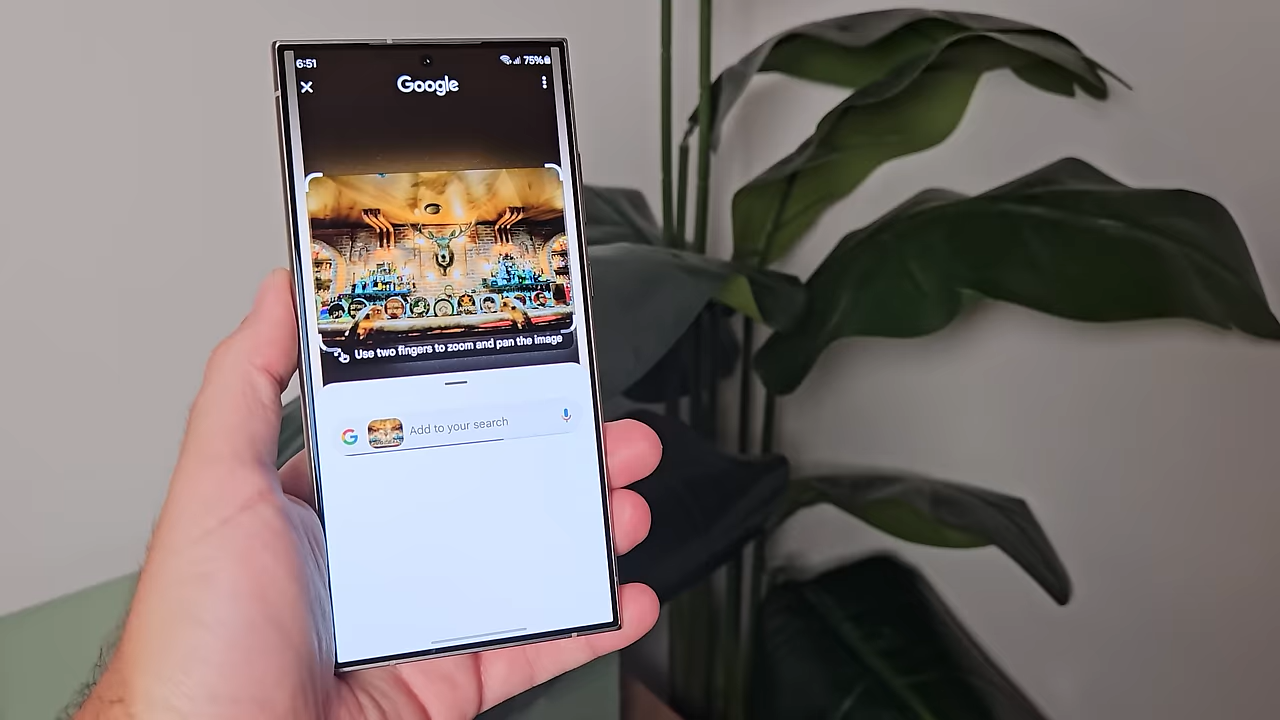 6:51
75%
Google
Use two fingers to zoom and pan the image
G
Add to your search